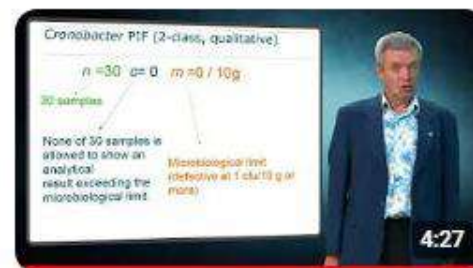 Cronobacter PIF (2-class, qualitative)
n =30 c= 0 m =0 / 10g
30 samples
None of 30 samples is
allowed to show an
analytical
result exceeding the
microbiological limit
Microbiological limit
(defective at 1 cfu/10 g or
more)
4:27